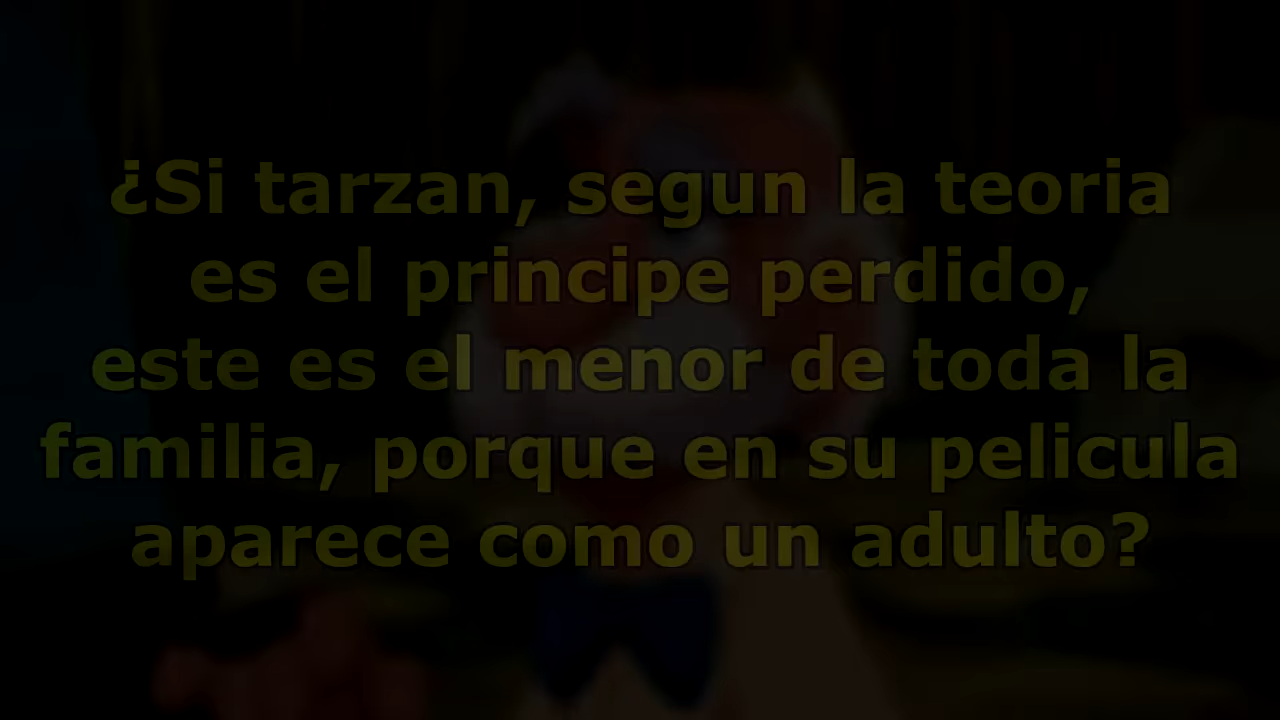 ¿Si tarzan, segun la teoria
es el principe perdido,
este es el menor de toda la
familia, porque en su pelicula
aparece como un adulto?